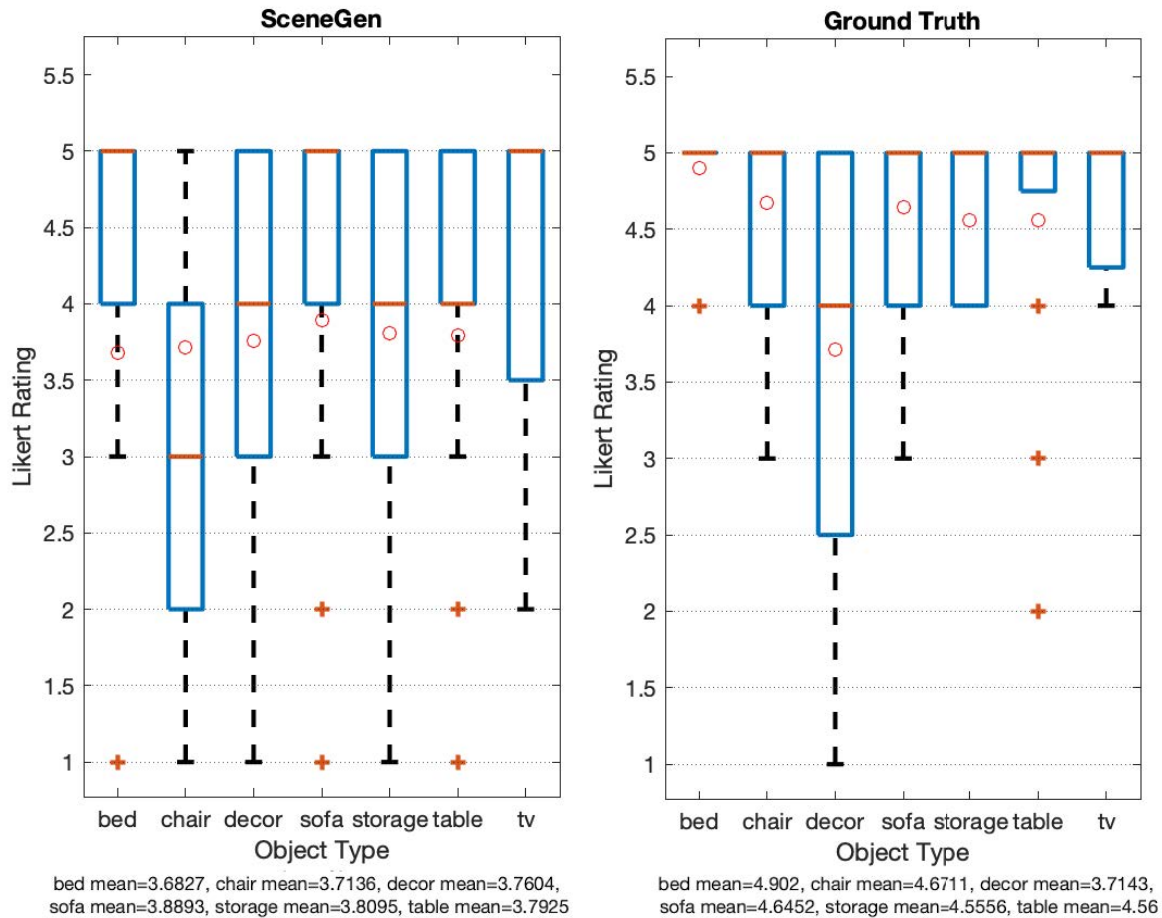 SceneGen
5.5
5
4.5
4
3.5
3
2.5
2
1.5
1
Likert Rating
bed chair decor sofa storage table tv
Object Type
bed mean=3.6827, chair mean=3.7136, decor mean=3.7604,
sofa mean=3.8893, storage mean=3.8095, table mean=3.7925
Ground Truth
5.5
5
4.5
4
3.5
3
2.5
2
1.5
1
Likert Rating
bed chair decor sofa storage table tv
Object Type
bed mean=4.902, chair mean=4.6711, decor mean=3.7143,
sofa mean=4.6452, storage mean=4.5556, table mean=4.56